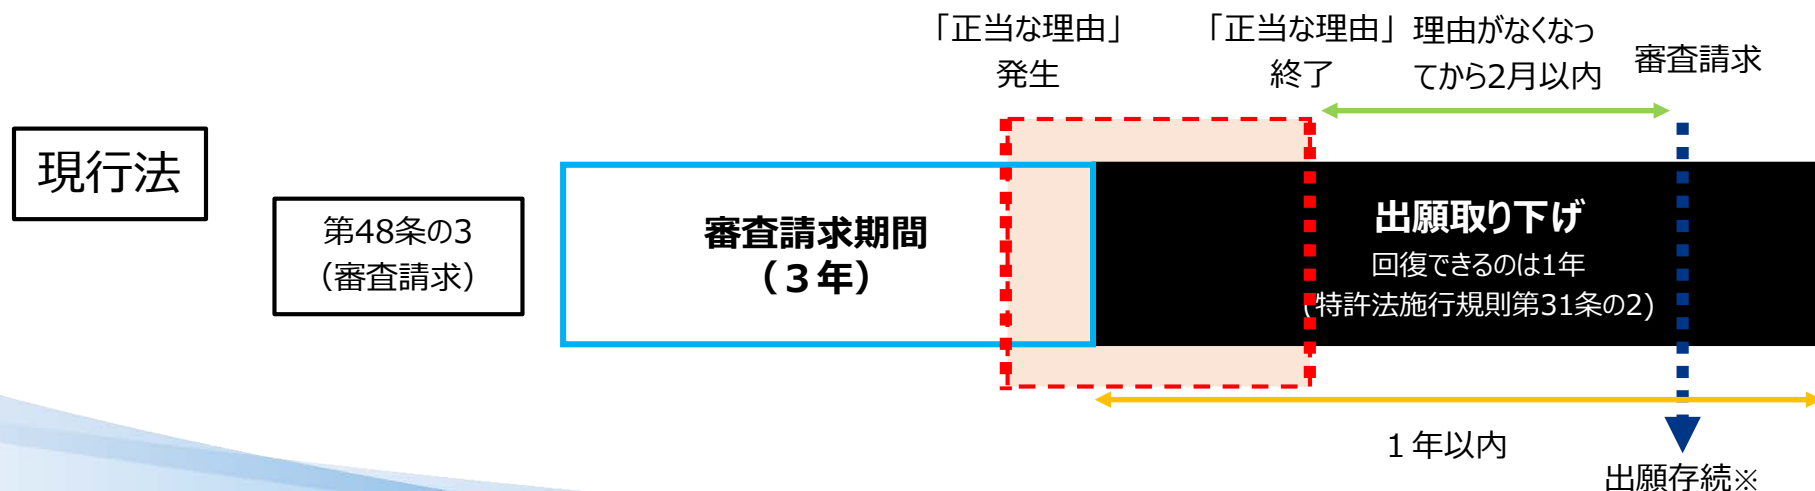 「正当な理由」
発生
「正当な理由」
終了
理由がなくなっ
てから2月以内
審査請求
現行法
第48条の3
（審査請求）
審査請求期間
（３年）
出願取り下げ
回復できるのは1年
(特許法施行規則第31条の2)
１年以内
出願存続※